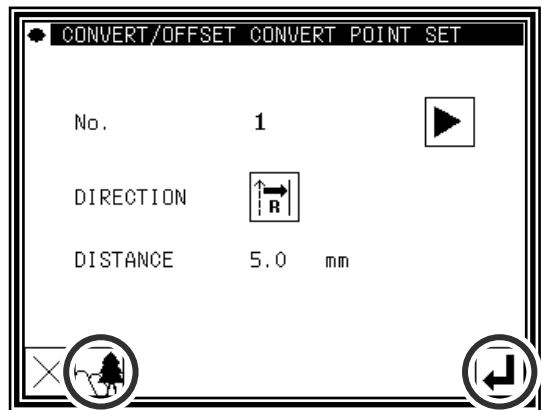 CONVERT/OFFSET CONVERT POINT SET
No. 1
DIRECTION R
DISTANCE 5.0 mm